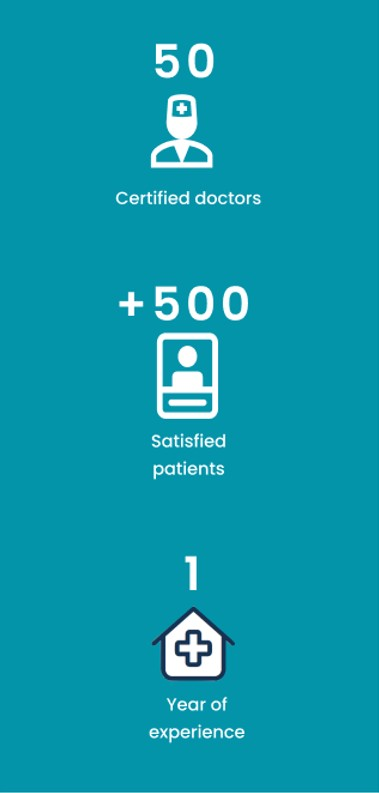 50
Certified doctors
+500
Satisfied
patients
1
Year of
experience